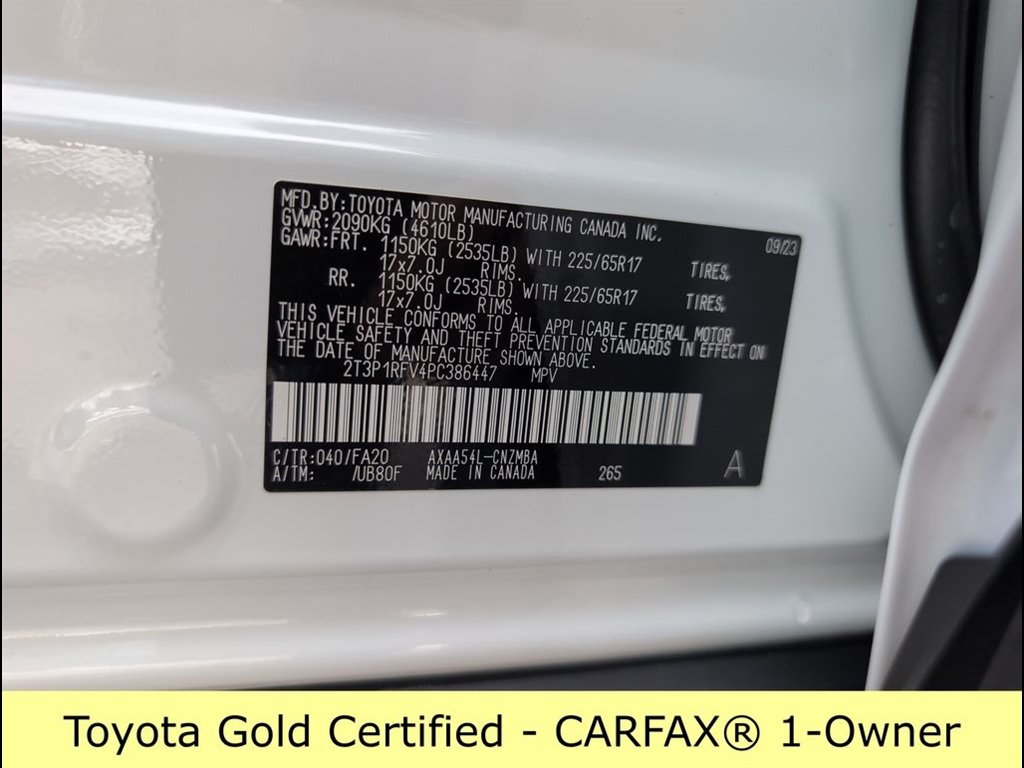 MFD.BY:TOYOTA MOTOR MANUFACTURING CANADA INC.
GVWR:2090KG (4610LB) 09/23
GAWR:FRT. 1150KG (2535LB) WITH 225/65R17 TIRES,
17x7.0J RIMS.
RR. 1150KG (2535LB) WITH 225/65R17 TIRES,
17x7.0J RIMS.
THIS VEHICLE CONFORMS TO ALL APPLICABLE FEDERAL MOTOR
VEHICLE SAFETY AND THEFT PREVENTION STANDARDS IN EFFECT ON
THE DATE OF MANUFACTURE SHOWN ABOVE.
2T3P1RFV4PC386447 MPV
C/TR:040/FA20 AXAA54L-CNZMBA
A/TM: /UB80F MADE IN CANADA 265 A
Toyota Gold Certified - CARFAX® 1-Owner